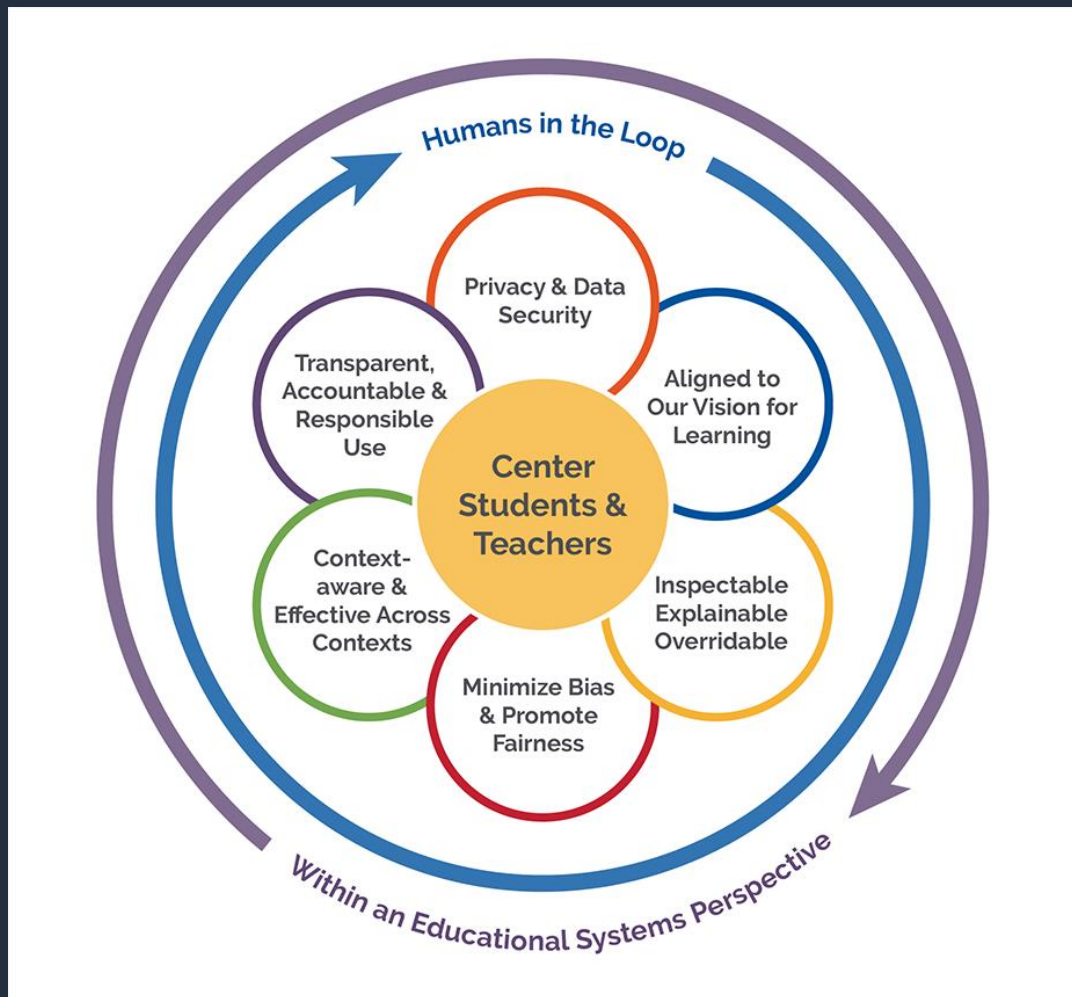 Humans in the Loop
Privacy & Data
Security
Aligned to
Our Vision for
Learning
Inspectable
Explainable
Overridable
Minimize Bias
& Promote
Fairness
Context-
aware &
Effective Across
Contexts
Transparent,
Accountable &
Responsible
Use
Center
Students &
Teachers
Within an Educational Systems Perspective